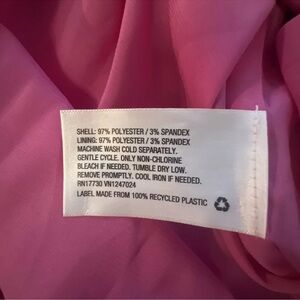 SHELL: 97% POLYESTER / 3% SPANDEX
LINING: 97% POLYESTER / 3% SPANDEX
MACHINE WASH COLD SEPARATELY.
GENTLE CYCLE. ONLY NON-CHLORINE
BLEACH IF NEEDED. TUMBLE DRY LOW.
REMOVE PROMPTLY. COOL IRON IF NEEDED.
RN17730 VN1247024
LABEL MADE FROM 100% RECYCLED PLASTIC